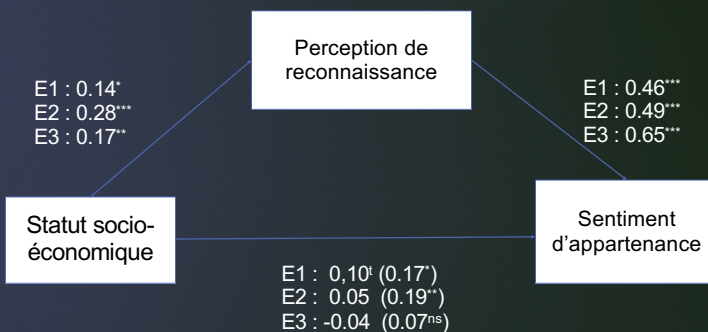 Perception de
reconnaissance
E1 : 0.14*
E2 : 0.28***
E3 : 0.17**
E1 : 0.46***
E2 : 0.49***
E3 : 0.65***
Statut socio-
économique
Sentiment
d’appartenance
E1 :  0,10ᵗ (0.17*)
E2 :  0.05  (0.19**)
E3 : -0.04  (0.07ⁿˢ)